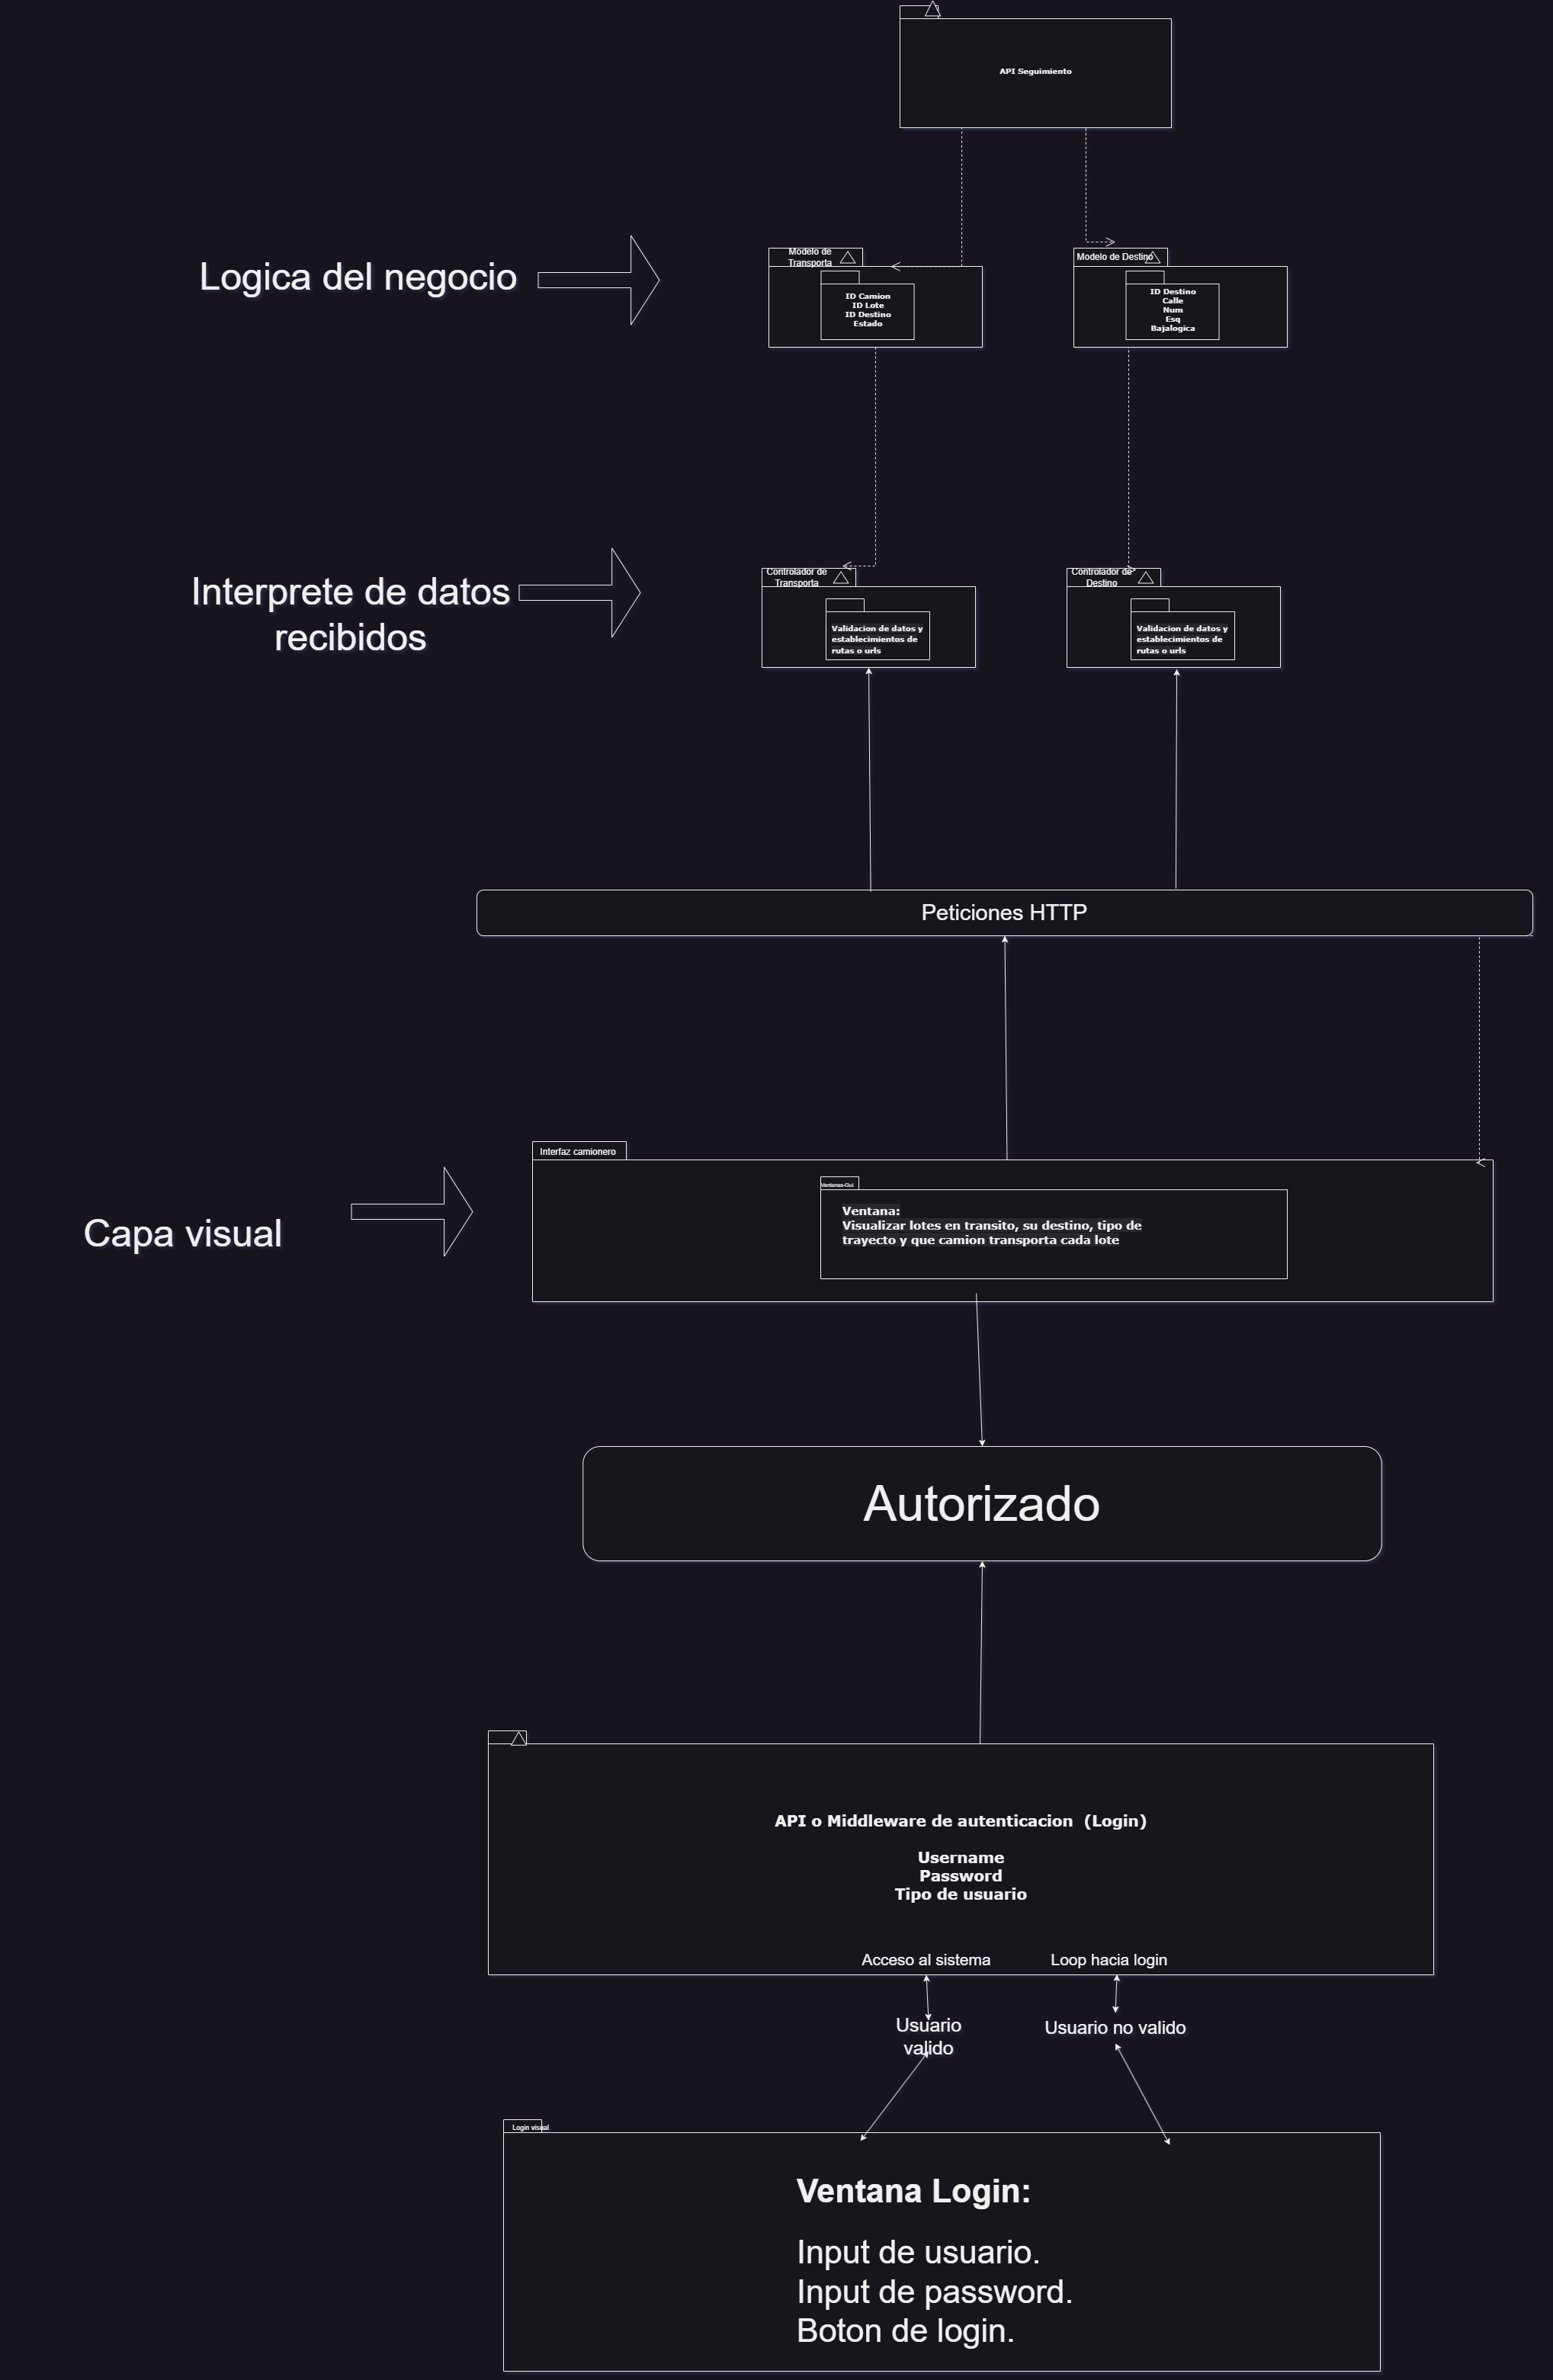 API Seguimiento
Logica del negocio
Modelo de
Transporta
ID Camion
ID Lote
ID Destino
Estado
Modelo de Destino
ID Destino
Calle
Num
Esq
Bajalogica
Interprete de datos
recibidos
Controlador de
Transporta
Validacion de datos y
establecimientos de
rutas o urls
Controlador de
Destino
Validacion de datos y
establecimientos de
rutas o urls
Peticiones HTTP
Capa visual
Interfaz camionero
Ventanas-Gui
Ventana:
Visualizar lotes en transito, su destino, tipo de
trayecto y que camion transporta cada lote
Autorizado
API o Middleware de autenticacion (Login)
Username
Password
Tipo de usuario
Acceso al sistema
Loop hacia login
Usuario
valido
Usuario no valido
Login visual
Ventana Login:
Input de usuario.
Input de password.
Boton de login.